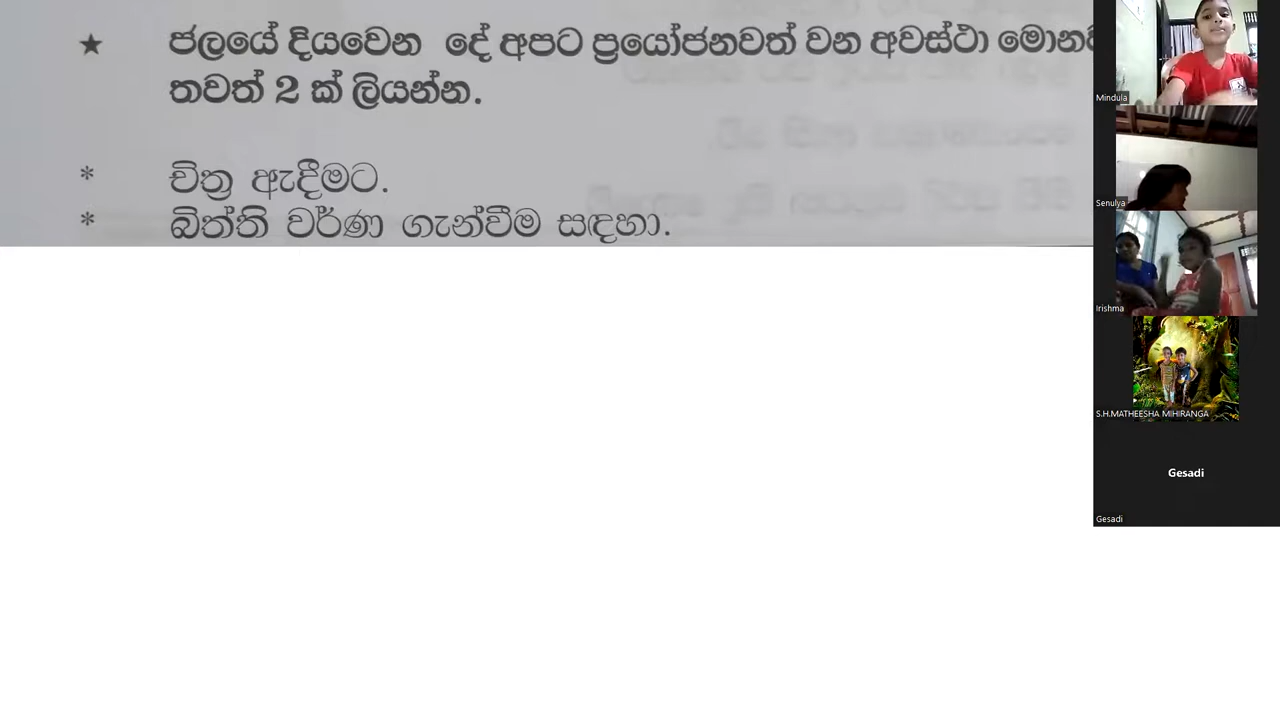 ★ ජලයේ දියවෙන දේ අපට ප්‍රයෝජනවත් වන අවස්ථා
තවත් 2 ක් ලියන්න.
* චිත්‍ර ඇඳීමට.
* බිත්ති වර්ණ ගැන්වීම සඳහා.
Mindula
Senulya
Irishma
S.H.MATHEESHA MIHIRANGA
Gesadi
Gesadi